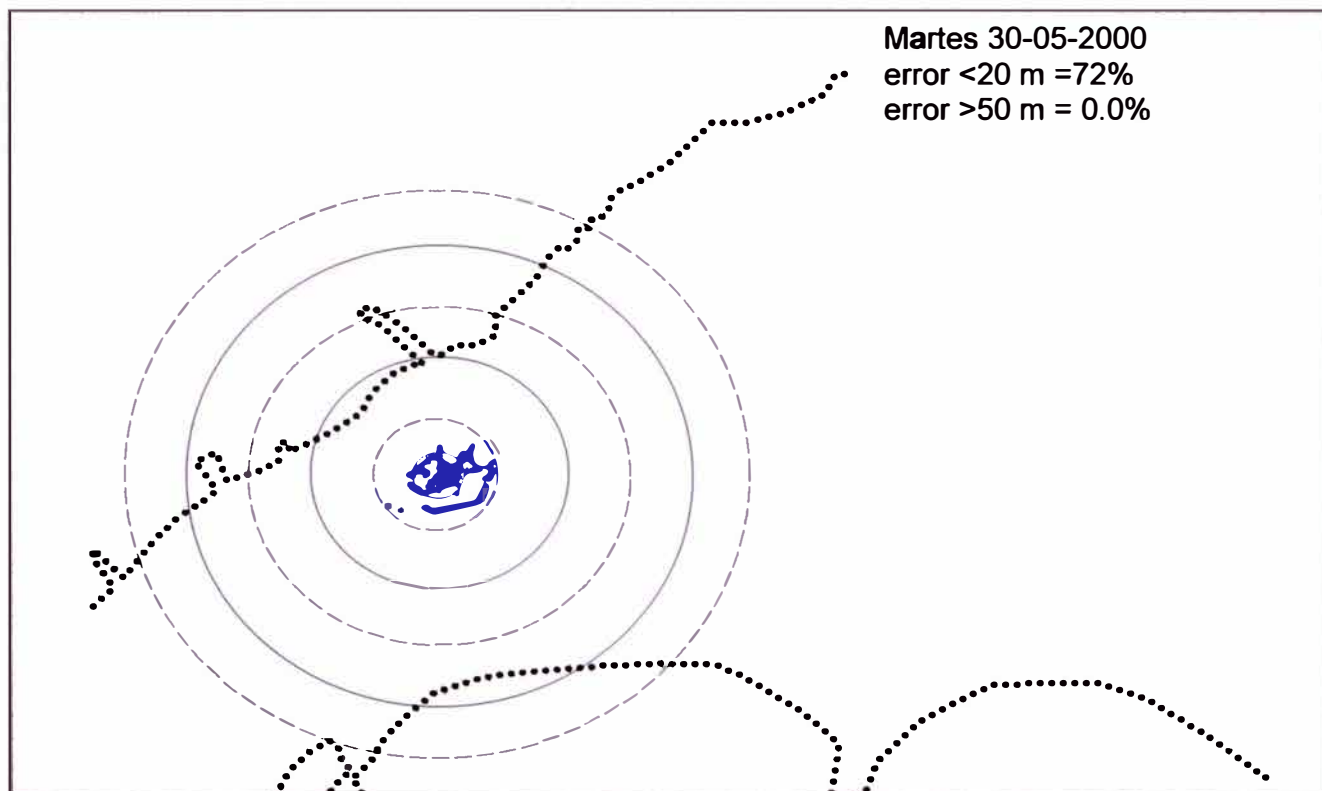 Martes 30-05-2000
error <20 m =72%
error >50 m = 0.0%